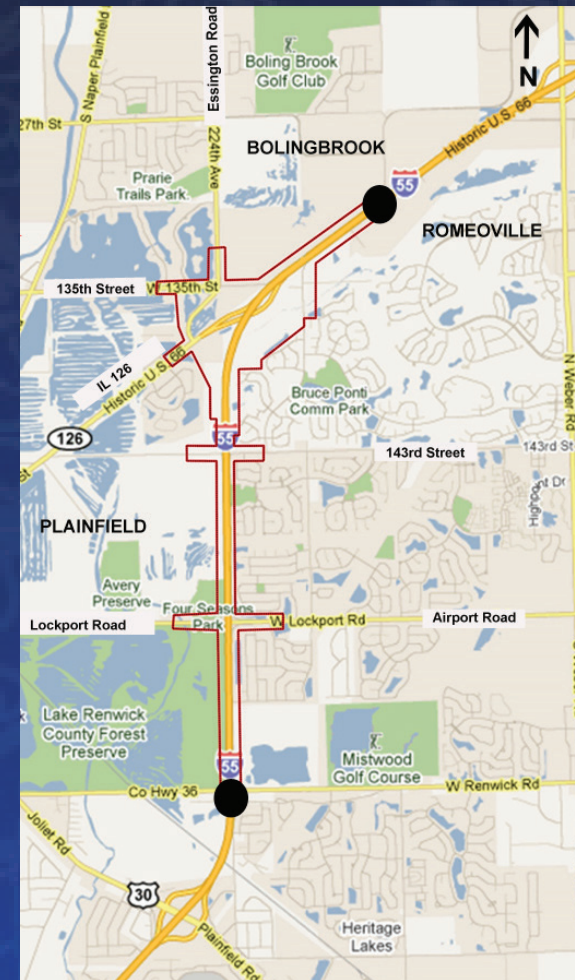 S Naper Plainfield
Essington Road
224th Ave
Boling Brook
Golf Club
N
27th St
BOLINGBROOK
Historic U.S. 66
55
Prarie
Trails Park
ROMEOVILLE
135th Street
W 135th St
IL 126
Historic U.S. 66
Bruce Ponti
Comm Park
N Weber Rd
126
55
143rd Street
143rd St
St
PLAINFIELD
Avery
Preserve
Four Seasons
Park
Lockport Road
W Lockport Rd
Airport Road
k
Lake Renwick
County Forest
Preserve
55
Mistwood
Golf Course
Co Hwy 36
W Renwick Rd
Joliet Rd
30
Plainfield Rd
Heritage
Lakes